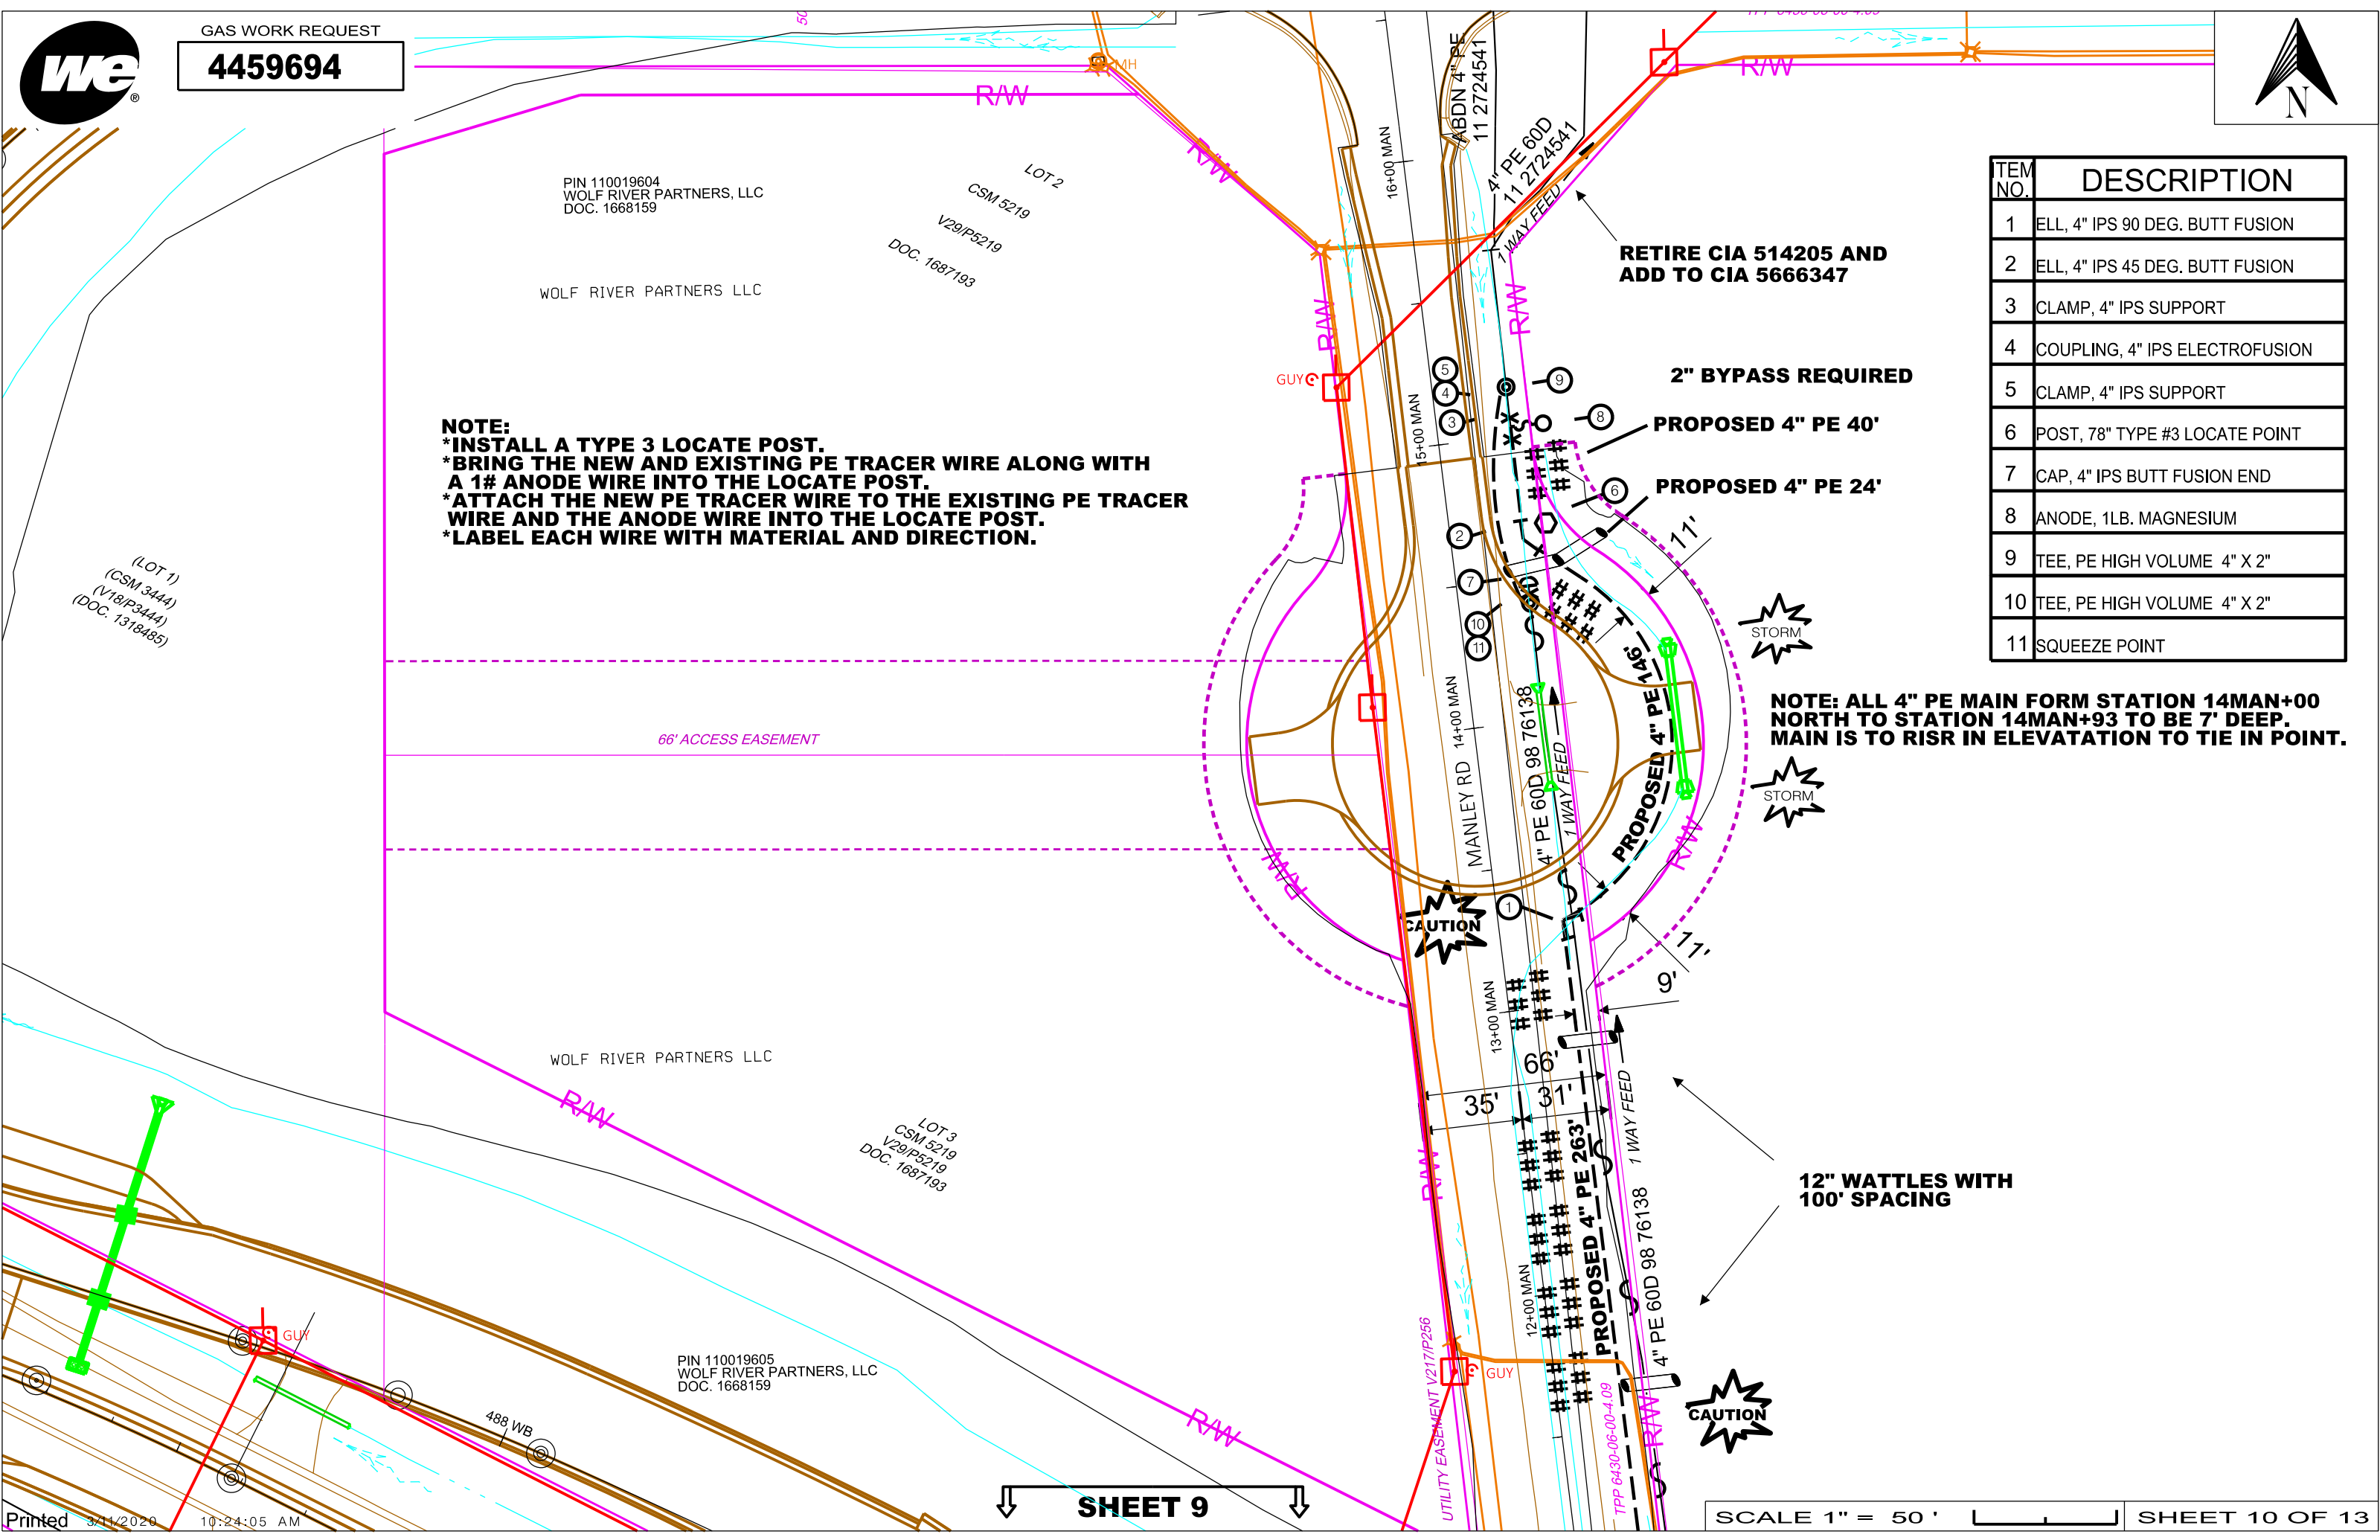 we®
GAS WORK REQUEST
4459694
50
MH
R/W
R/W
R/W
N
ABDN 4" PE
11 2724541
16+00 MAN
4" PE 60D
11 2724541
1 WAY FEED
PIN 110019604
WOLF RIVER PARTNERS, LLC
DOC. 1668159
LOT 2
CSM 5219
V29/P5219
DOC. 1687193
WOLF RIVER PARTNERS LLC
RETIRE CIA 514205 AND
ADD TO CIA 5666347
ITEM NO. DESCRIPTION
1 ELL, 4" IPS 90 DEG. BUTT FUSION
2 ELL, 4" IPS 45 DEG. BUTT FUSION
3 CLAMP, 4" IPS SUPPORT
4 COUPLING, 4" IPS ELECTROFUSION
5 CLAMP, 4" IPS SUPPORT
6 POST, 78" TYPE #3 LOCATE POINT
7 CAP, 4" IPS BUTT FUSION END
8 ANODE, 1LB. MAGNESIUM
9 TEE, PE HIGH VOLUME 4" X 2"
10 TEE, PE HIGH VOLUME 4" X 2"
11 SQUEEZE POINT
R/W
R/W
GUY
5
4
3
9
8
2" BYPASS REQUIRED
PROPOSED 4" PE 40'
6
PROPOSED 4" PE 24'
15+00 MAN
NOTE:
*INSTALL A TYPE 3 LOCATE POST.
*BRING THE NEW AND EXISTING PE TRACER WIRE ALONG WITH
A 1# ANODE WIRE INTO THE LOCATE POST.
*ATTACH THE NEW PE TRACER WIRE TO THE EXISTING PE TRACER
WIRE AND THE ANODE WIRE INTO THE LOCATE POST.
*LABEL EACH WIRE WITH MATERIAL AND DIRECTION.
2
7
10
11
11'
(LOT 1)
(CSM 3444)
(V18/P3444)
(DOC. 1318485)
STORM
NOTE: ALL 4" PE MAIN FORM STATION 14MAN+00
NORTH TO STATION 14MAN+93 TO BE 7' DEEP.
MAIN IS TO RISR IN ELEVATATION TO TIE IN POINT.
STORM
66' ACCESS EASEMENT
MANLEY RD
14+00 MAN
4" PE 60D 98 76138
1 WAY FEED
PROPOSED 4" PE 146'
R/W
R/W
CAUTION
1
11'
9'
13+00 MAN
66'
35'
31'
1 WAY FEED
WOLF RIVER PARTNERS LLC
R/W
LOT 3
CSM 5219
V29/P5219
DOC. 1687193
R/W
PROPOSED 4" PE 263'
4" PE 60D 98 76138
12" WATTLES WITH
100' SPACING
12+00 MAN
GUY
PIN 110019605
WOLF RIVER PARTNERS, LLC
DOC. 1668159
488 WB
R/W
UTILITY EASEMENT V217/P256
GUY
TPP 6430-06-00-4.09
R/W
CAUTION
SHEET 9
Printed 3/11/2020 10:24:05 AM
SCALE 1" = 50 '
SHEET 10 OF 13